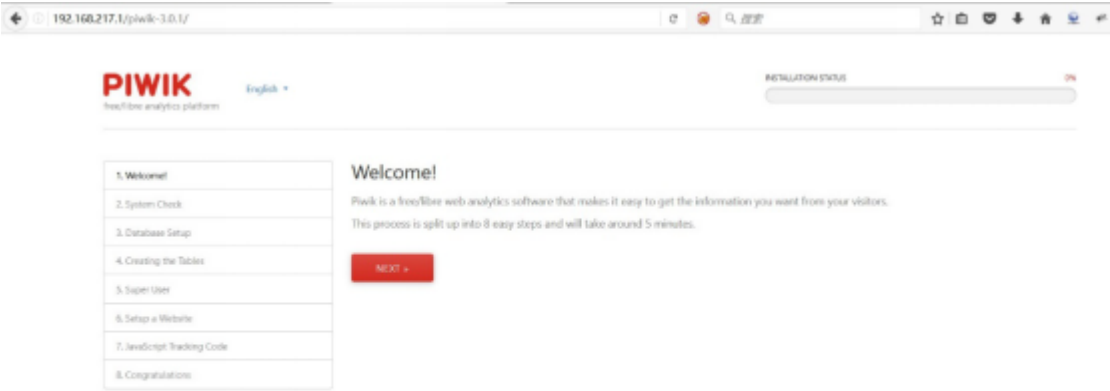 192.168.217.1/piwik-3.0.1/
搜索
PIWIK
free/libre analytics platform
English
INSTALLATION STATUS
0%
1. Welcome!
2. System Check
3. Database Setup
4. Creating the Tables
5. Super User
6. Setup a Website
7. JavaScript Tracking Code
8. Congratulations
Welcome!
Piwik is a free/libre web analytics software that makes it easy to get the information you want from your visitors.
This process is split up into 8 easy steps and will take around 5 minutes.
NEXT »